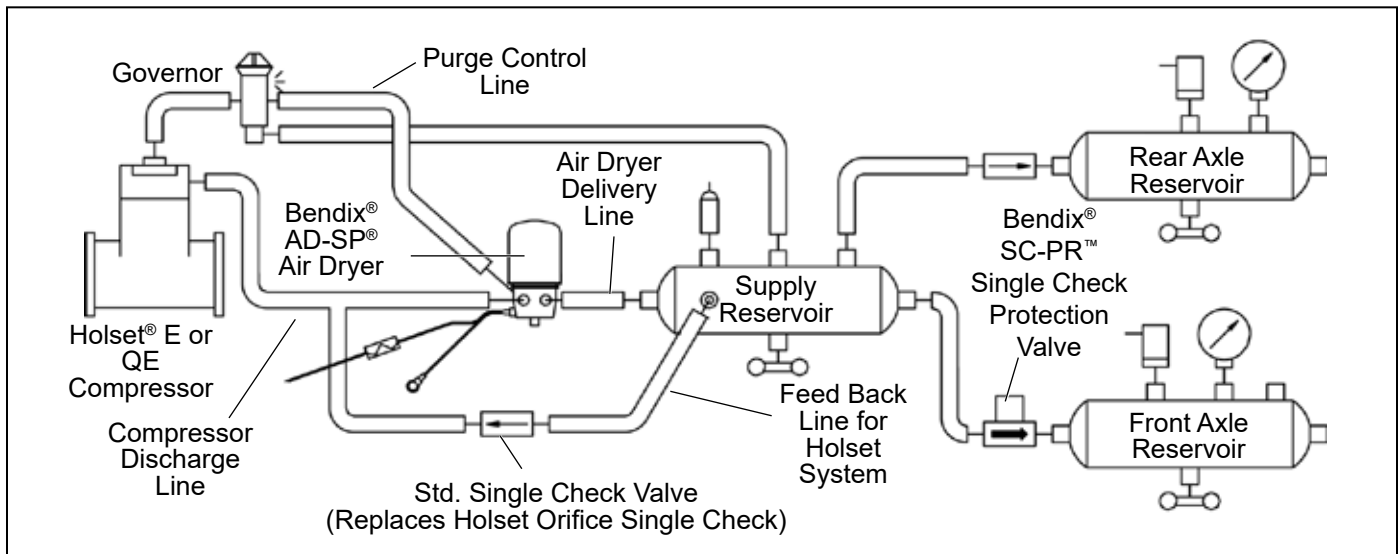 Governor
Purge Control
Line
Air Dryer
Delivery
Line
Bendix®
AD-SP®
Air Dryer
Rear Axle
Reservoir
Bendix®
SC-PR™
Single Check
Protection
Valve
Supply
Reservoir
Holset® E or
QE
Compressor
Compressor
Discharge
Line
Feed Back
Line for
Holset
System
Front Axle
Reservoir
Std. Single Check Valve
(Replaces Holset Orifice Single Check)